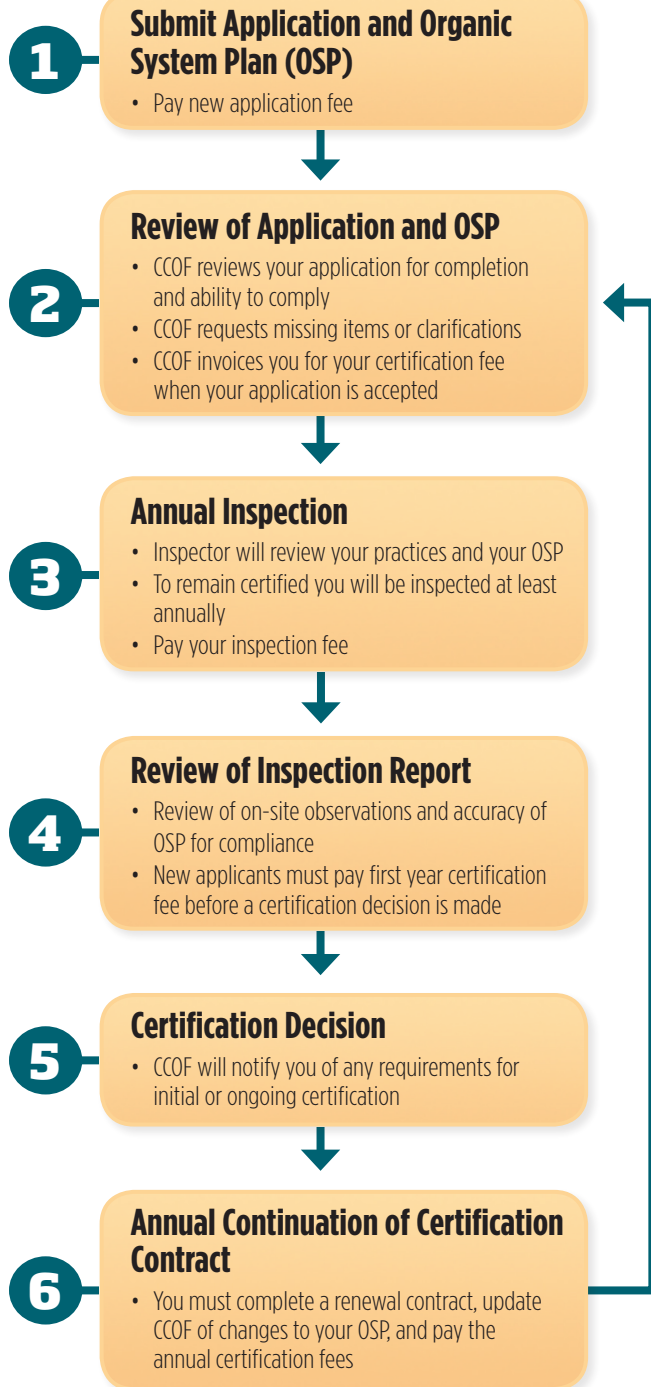 1
Submit Application and Organic
System Plan (OSP)
• Pay new application fee
2
Review of Application and OSP
• CCOF reviews your application for completion
and ability to comply
• CCOF requests missing items or clarifications
• CCOF invoices you for your certification fee
when your application is accepted
3
Annual Inspection
• Inspector will review your practices and your OSP
• To remain certified you will be inspected at least
annually
• Pay your inspection fee
4
Review of Inspection Report
• Review of on-site observations and accuracy of
OSP for compliance
• New applicants must pay first year certification
fee before a certification decision is made
5
Certification Decision
• CCOF will notify you of any requirements for
initial or ongoing certification
6
Annual Continuation of Certification
Contract
• You must complete a renewal contract, update
CCOF of changes to your OSP, and pay the
annual certification fees